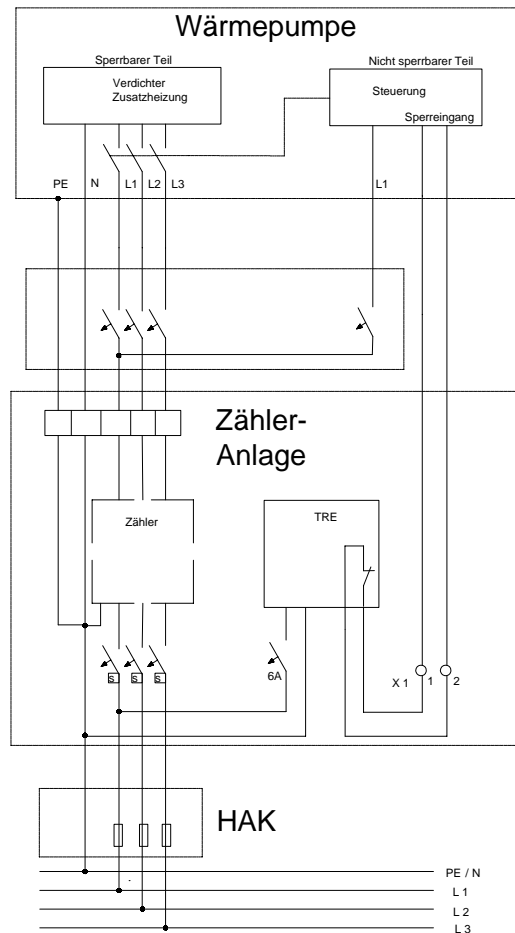 Wärmepumpe
Sperrbarer Teil
Nicht sperrbarer Teil
Verdichter
Zusatzheizung
Steuerung
Sperreingang
PE N L1 L2 L3 L1
Zähler-
Anlage
Zähler
TRE
S S S
6A
X 1 1 2
HAK
PE / N
L 1
L 2
L 3